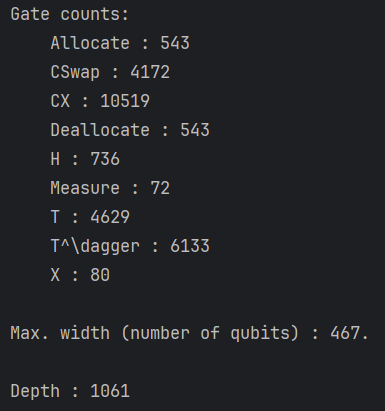 Gate counts:
Allocate : 543
CSwap : 4172
CX : 10519
Deallocate : 543
H : 736
Measure : 72
T : 4629
T^\dagger : 6133
X : 80
Max. width (number of qubits) : 467.
Depth : 1061